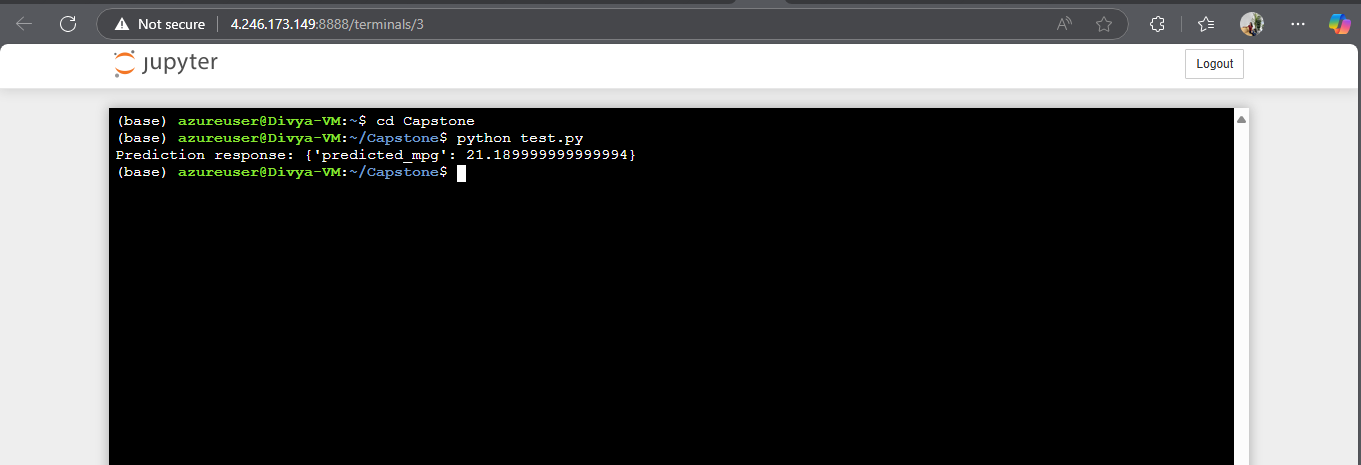 Not secure 4.246.173.149:8888/terminals/3
jupyter
Logout
(base) azureuser@Divya-VM:~$ cd Capstone
(base) azureuser@Divya-VM:~/Capstone$ python test.py
Prediction response: {'predicted_mpg': 21.189999999999994}
(base) azureuser@Divya-VM:~/Capstone$